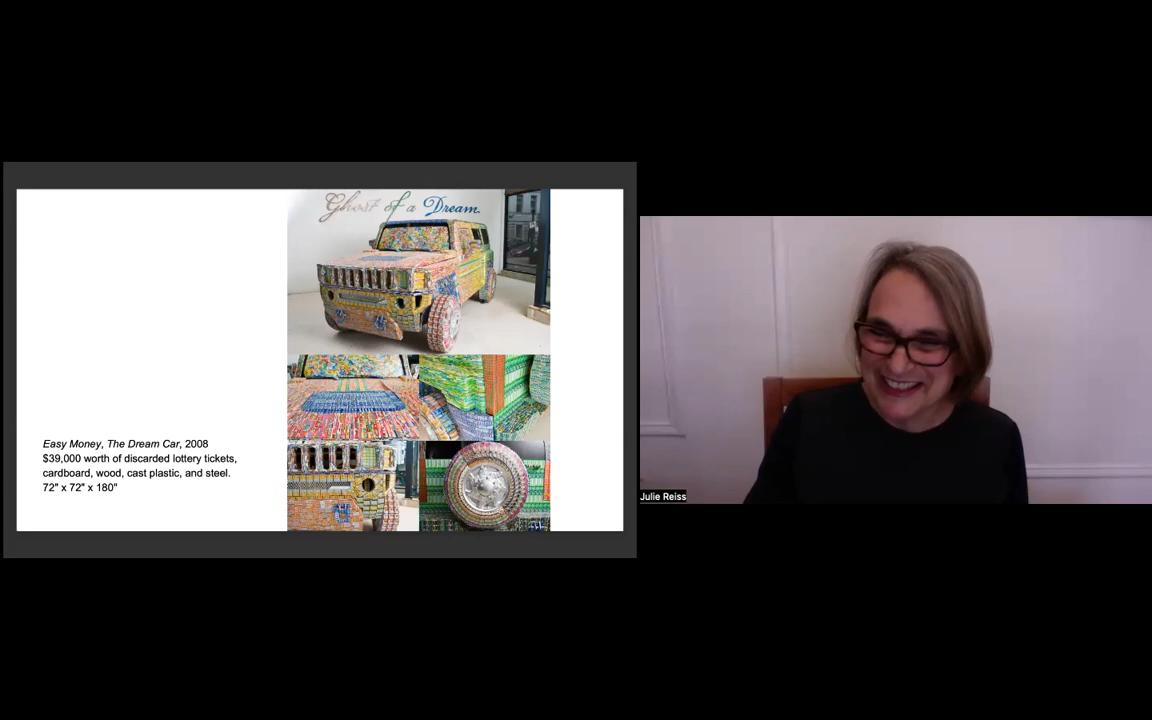 Ghost of a Dream.
Easy Money, The Dream Car, 2008
$39,000 worth of discarded lottery tickets,
cardboard, wood, cast plastic, and steel.
72" x 72" x 180"
Julie Reiss